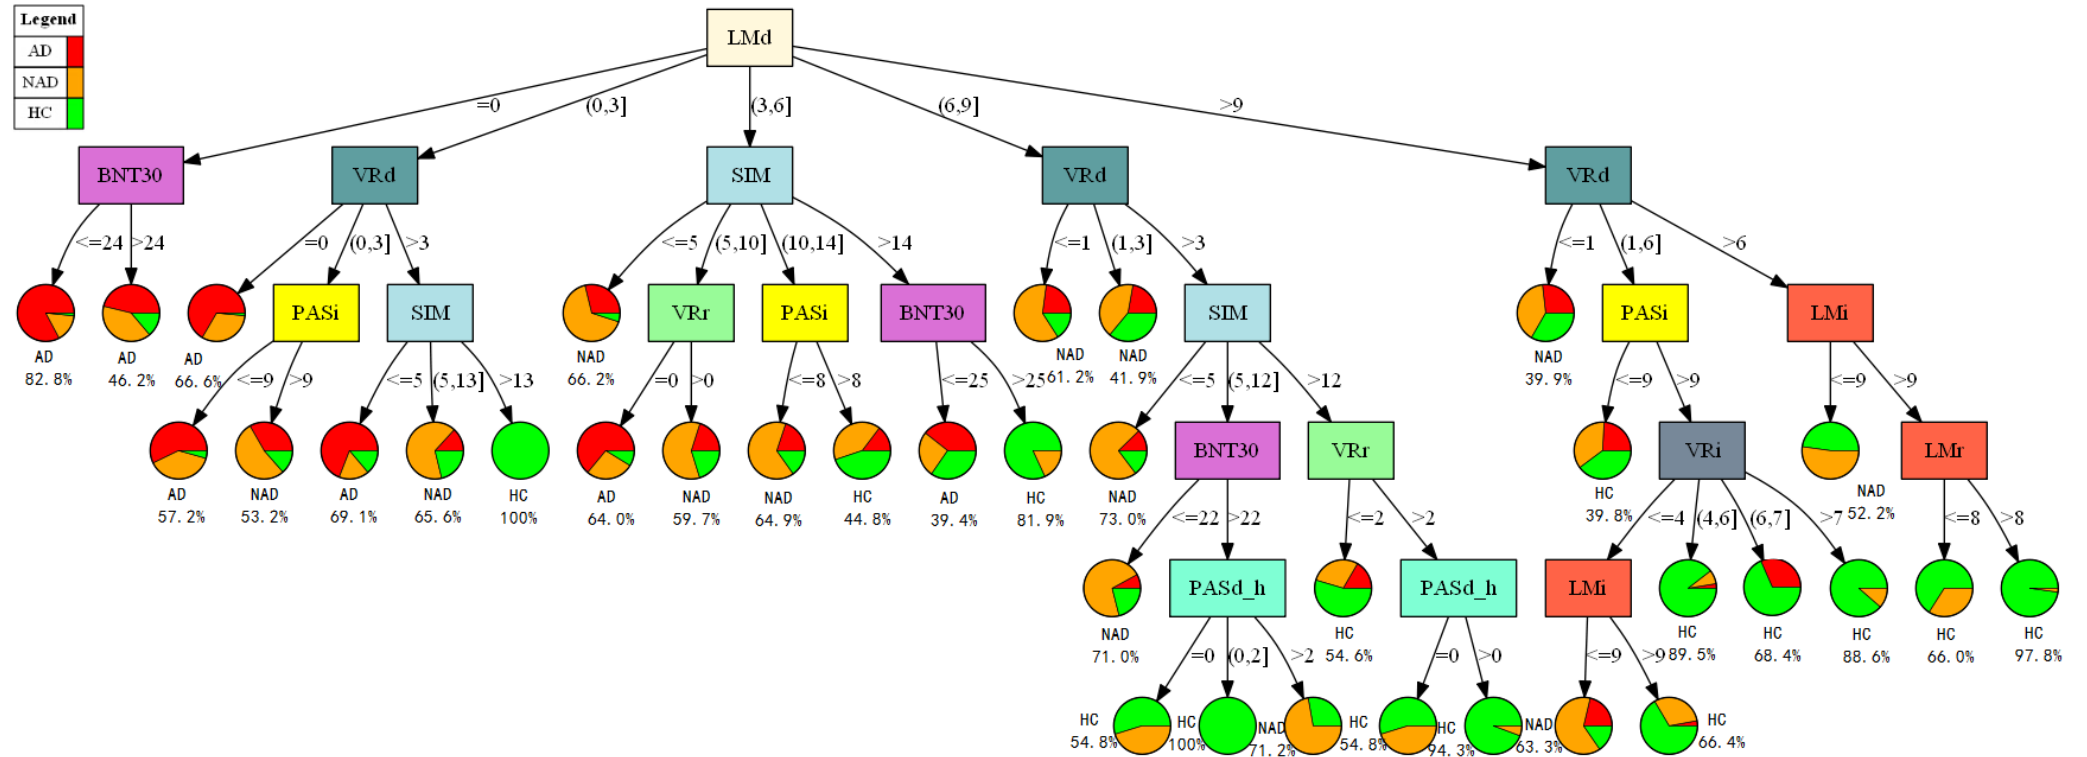 Legend
AD
NAD
HC
LMd
=0 (0,3] (3,6] (6,9] >9
BNT30 VRd SIM VRd VRd
<=24 >24 =0 (0,3] >3 <=5 (5,10] (10,14] >14 <=1 (1,3] >3 <=1 (1,6] >6
PASi SIM VRr PASi BNT30 SIM PASi LMi
AD AD AD NAD NAD NAD NAD
82.8% 46.2% 66.6% 66.2% 61.2% 41.9% 39.9%
<=9 >9 <=5 (5,13] >13 =0 >0 <=8 >8 <=25 >25 <=5 (5,12] >12 <=9 >9 <=9 >9
BNT30 VRr VRi LMr
AD NAD AD NAD HC AD NAD NAD HC AD HC NAD HC NAD
57.2% 53.2% 69.1% 65.6% 100% 64.0% 59.7% 64.9% 44.8% 39.4% 81.9% 73.0% 39.8% 52.2%
<=22 >22 <=2 >2 <=4 (4,6] (6,7] >7 <=8 >8
PASd_h PASd_h LMi
NAD HC HC HC HC HC HC
71.0% 54.6% 89.5% 68.4% 88.6% 66.0% 97.8%
=0 (0,2] >2 =0 >0 <=9 >9
HC HC NAD HC HC NAD HC
54.8% 100% 71.2% 54.8% 94.3% 63.3% 66.4%